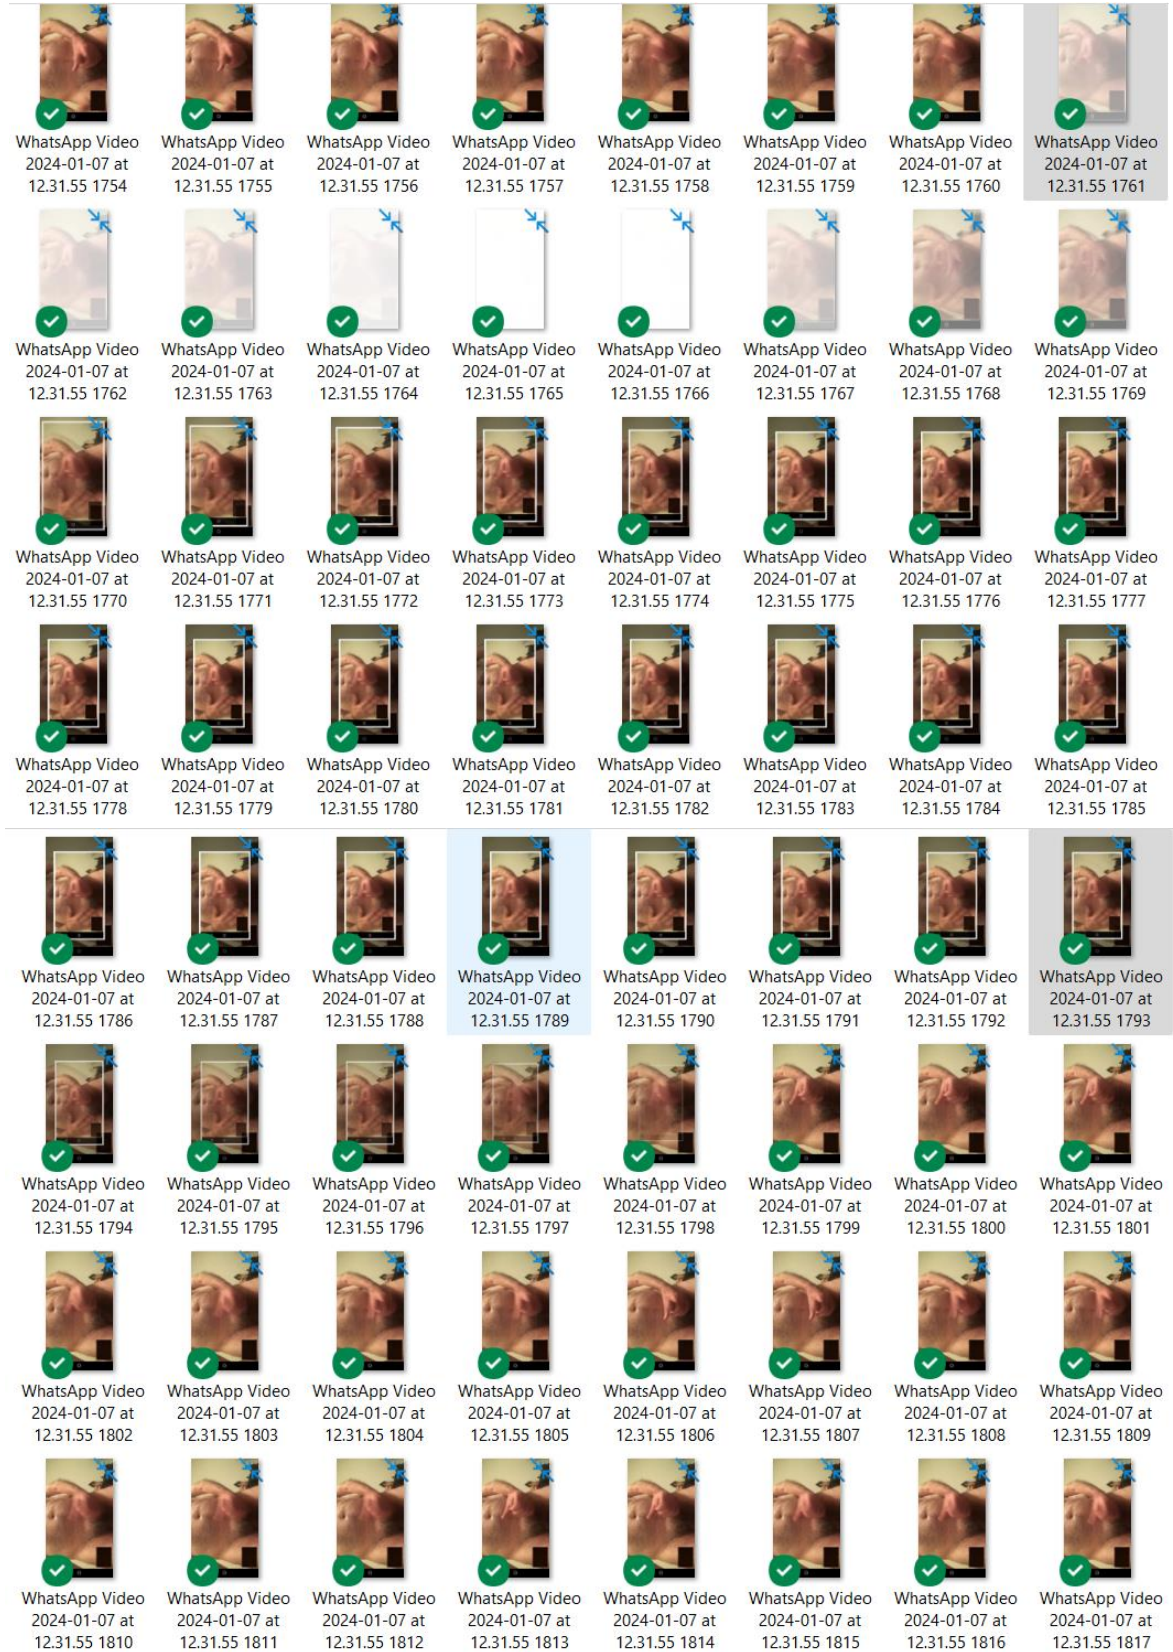 WhatsApp Video
2024-01-07 at
12.31.55 1754
WhatsApp Video
2024-01-07 at
12.31.55 1755
WhatsApp Video
2024-01-07 at
12.31.55 1756
WhatsApp Video
2024-01-07 at
12.31.55 1757
WhatsApp Video
2024-01-07 at
12.31.55 1758
WhatsApp Video
2024-01-07 at
12.31.55 1759
WhatsApp Video
2024-01-07 at
12.31.55 1760
WhatsApp Video
2024-01-07 at
12.31.55 1761
WhatsApp Video
2024-01-07 at
12.31.55 1762
WhatsApp Video
2024-01-07 at
12.31.55 1763
WhatsApp Video
2024-01-07 at
12.31.55 1764
WhatsApp Video
2024-01-07 at
12.31.55 1765
WhatsApp Video
2024-01-07 at
12.31.55 1766
WhatsApp Video
2024-01-07 at
12.31.55 1767
WhatsApp Video
2024-01-07 at
12.31.55 1768
WhatsApp Video
2024-01-07 at
12.31.55 1769
WhatsApp Video
2024-01-07 at
12.31.55 1770
WhatsApp Video
2024-01-07 at
12.31.55 1771
WhatsApp Video
2024-01-07 at
12.31.55 1772
WhatsApp Video
2024-01-07 at
12.31.55 1773
WhatsApp Video
2024-01-07 at
12.31.55 1774
WhatsApp Video
2024-01-07 at
12.31.55 1775
WhatsApp Video
2024-01-07 at
12.31.55 1776
WhatsApp Video
2024-01-07 at
12.31.55 1777
WhatsApp Video
2024-01-07 at
12.31.55 1778
WhatsApp Video
2024-01-07 at
12.31.55 1779
WhatsApp Video
2024-01-07 at
12.31.55 1780
WhatsApp Video
2024-01-07 at
12.31.55 1781
WhatsApp Video
2024-01-07 at
12.31.55 1782
WhatsApp Video
2024-01-07 at
12.31.55 1783
WhatsApp Video
2024-01-07 at
12.31.55 1784
WhatsApp Video
2024-01-07 at
12.31.55 1785
WhatsApp Video
2024-01-07 at
12.31.55 1786
WhatsApp Video
2024-01-07 at
12.31.55 1787
WhatsApp Video
2024-01-07 at
12.31.55 1788
WhatsApp Video
2024-01-07 at
12.31.55 1789
WhatsApp Video
2024-01-07 at
12.31.55 1790
WhatsApp Video
2024-01-07 at
12.31.55 1791
WhatsApp Video
2024-01-07 at
12.31.55 1792
WhatsApp Video
2024-01-07 at
12.31.55 1793
WhatsApp Video
2024-01-07 at
12.31.55 1794
WhatsApp Video
2024-01-07 at
12.31.55 1795
WhatsApp Video
2024-01-07 at
12.31.55 1796
WhatsApp Video
2024-01-07 at
12.31.55 1797
WhatsApp Video
2024-01-07 at
12.31.55 1798
WhatsApp Video
2024-01-07 at
12.31.55 1799
WhatsApp Video
2024-01-07 at
12.31.55 1800
WhatsApp Video
2024-01-07 at
12.31.55 1801
WhatsApp Video
2024-01-07 at
12.31.55 1802
WhatsApp Video
2024-01-07 at
12.31.55 1803
WhatsApp Video
2024-01-07 at
12.31.55 1804
WhatsApp Video
2024-01-07 at
12.31.55 1805
WhatsApp Video
2024-01-07 at
12.31.55 1806
WhatsApp Video
2024-01-07 at
12.31.55 1807
WhatsApp Video
2024-01-07 at
12.31.55 1808
WhatsApp Video
2024-01-07 at
12.31.55 1809
WhatsApp Video
2024-01-07 at
12.31.55 1810
WhatsApp Video
2024-01-07 at
12.31.55 1811
WhatsApp Video
2024-01-07 at
12.31.55 1812
WhatsApp Video
2024-01-07 at
12.31.55 1813
WhatsApp Video
2024-01-07 at
12.31.55 1814
WhatsApp Video
2024-01-07 at
12.31.55 1815
WhatsApp Video
2024-01-07 at
12.31.55 1816
WhatsApp Video
2024-01-07 at
12.31.55 1817